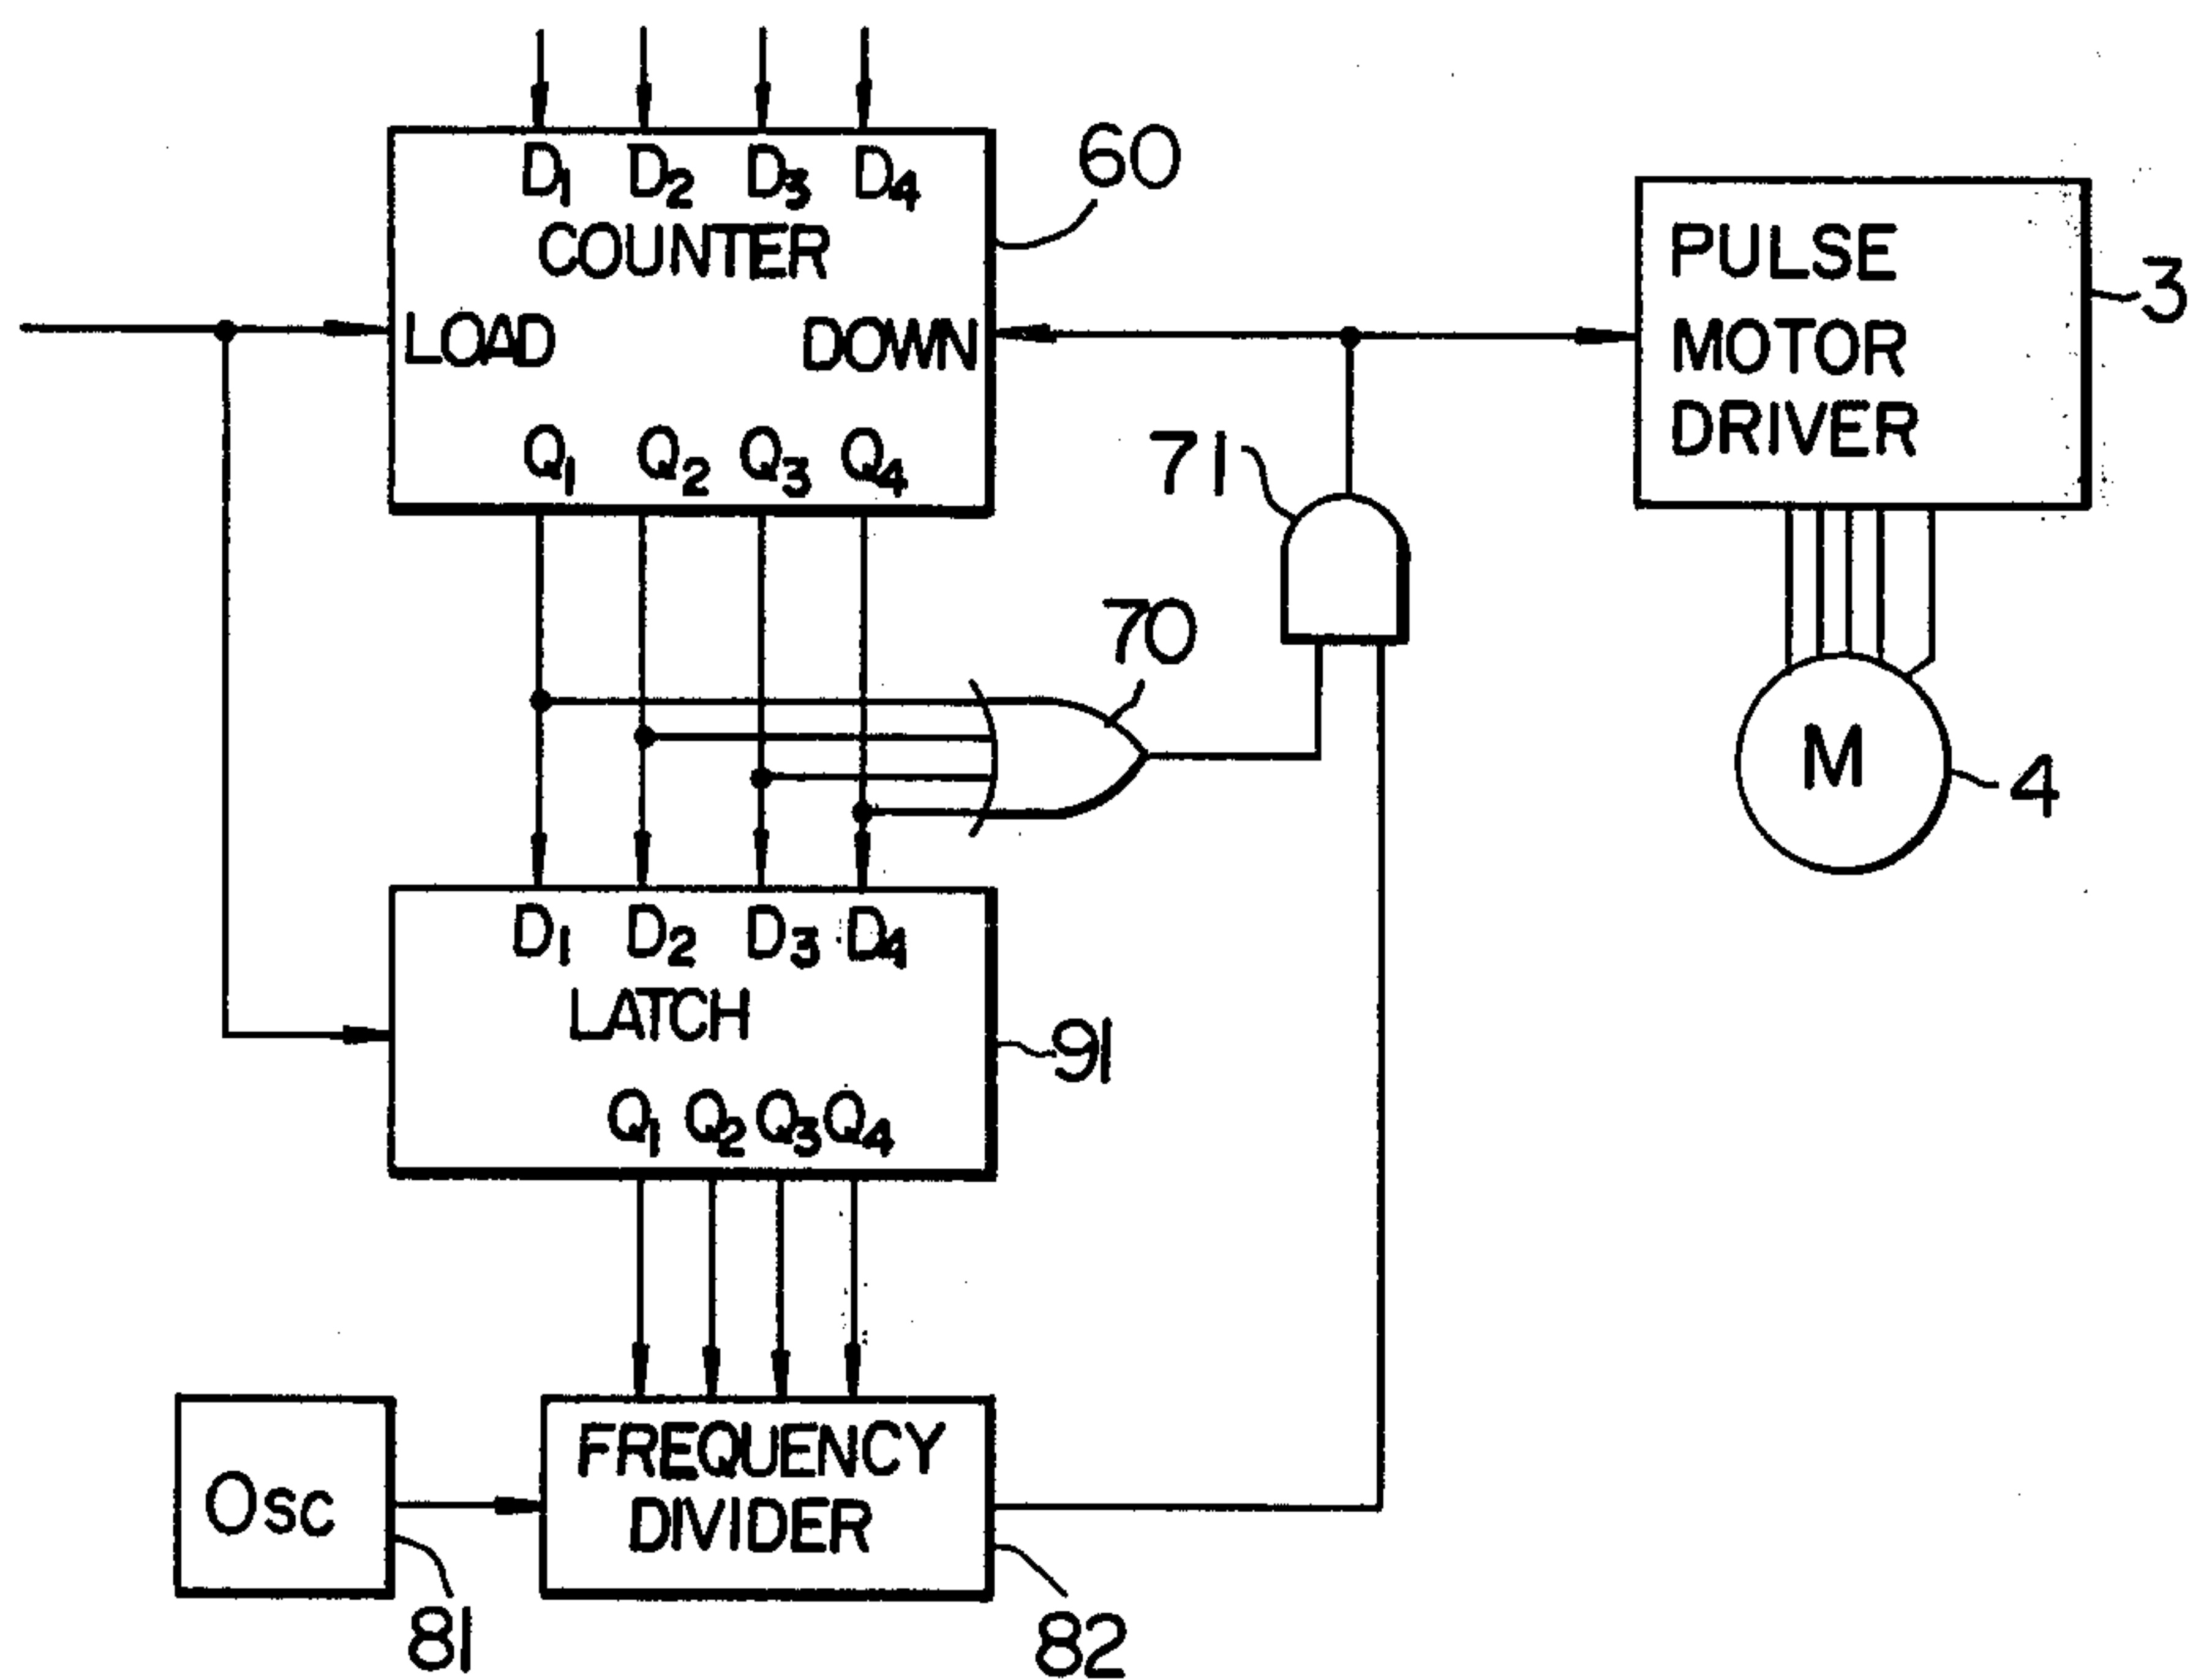 D1 D2 D3 D4
COUNTER
60
LOAD DOWN
Q1 Q2 Q3 Q4
PULSE
MOTOR
DRIVER
3
71
70
M
4
D1 D2 D3 D4
LATCH
91
Q1 Q2 Q3 Q4
OSC
81
FREQUENCY
DIVIDER
82